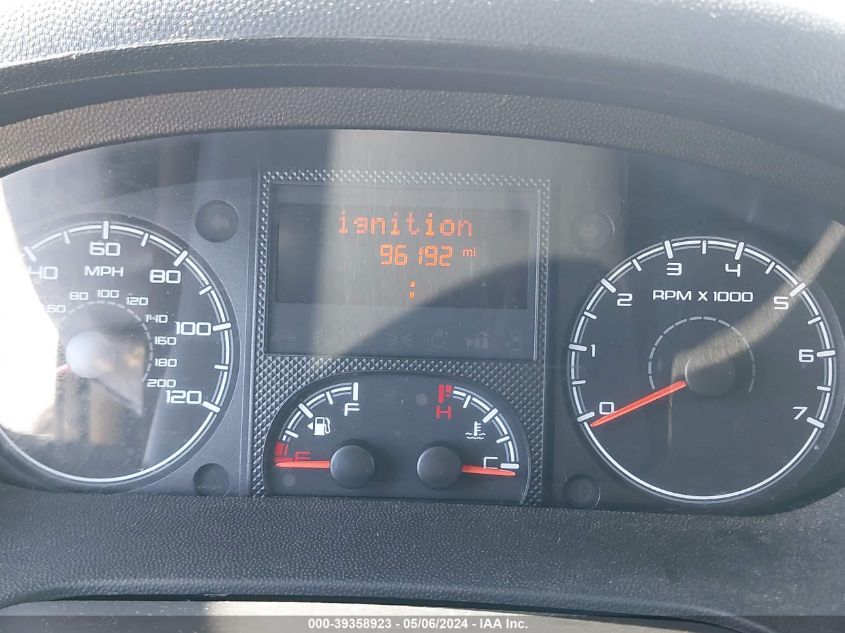 ignition
96192 mi
:
40 60 80 100 120
MPH
60 80 100 120 140 160 180 200
F
E
H
C
RPM X 1000
0 1 2 3 4 5 6 7
000-39358923 - 05/06/2024 - IAA Inc.